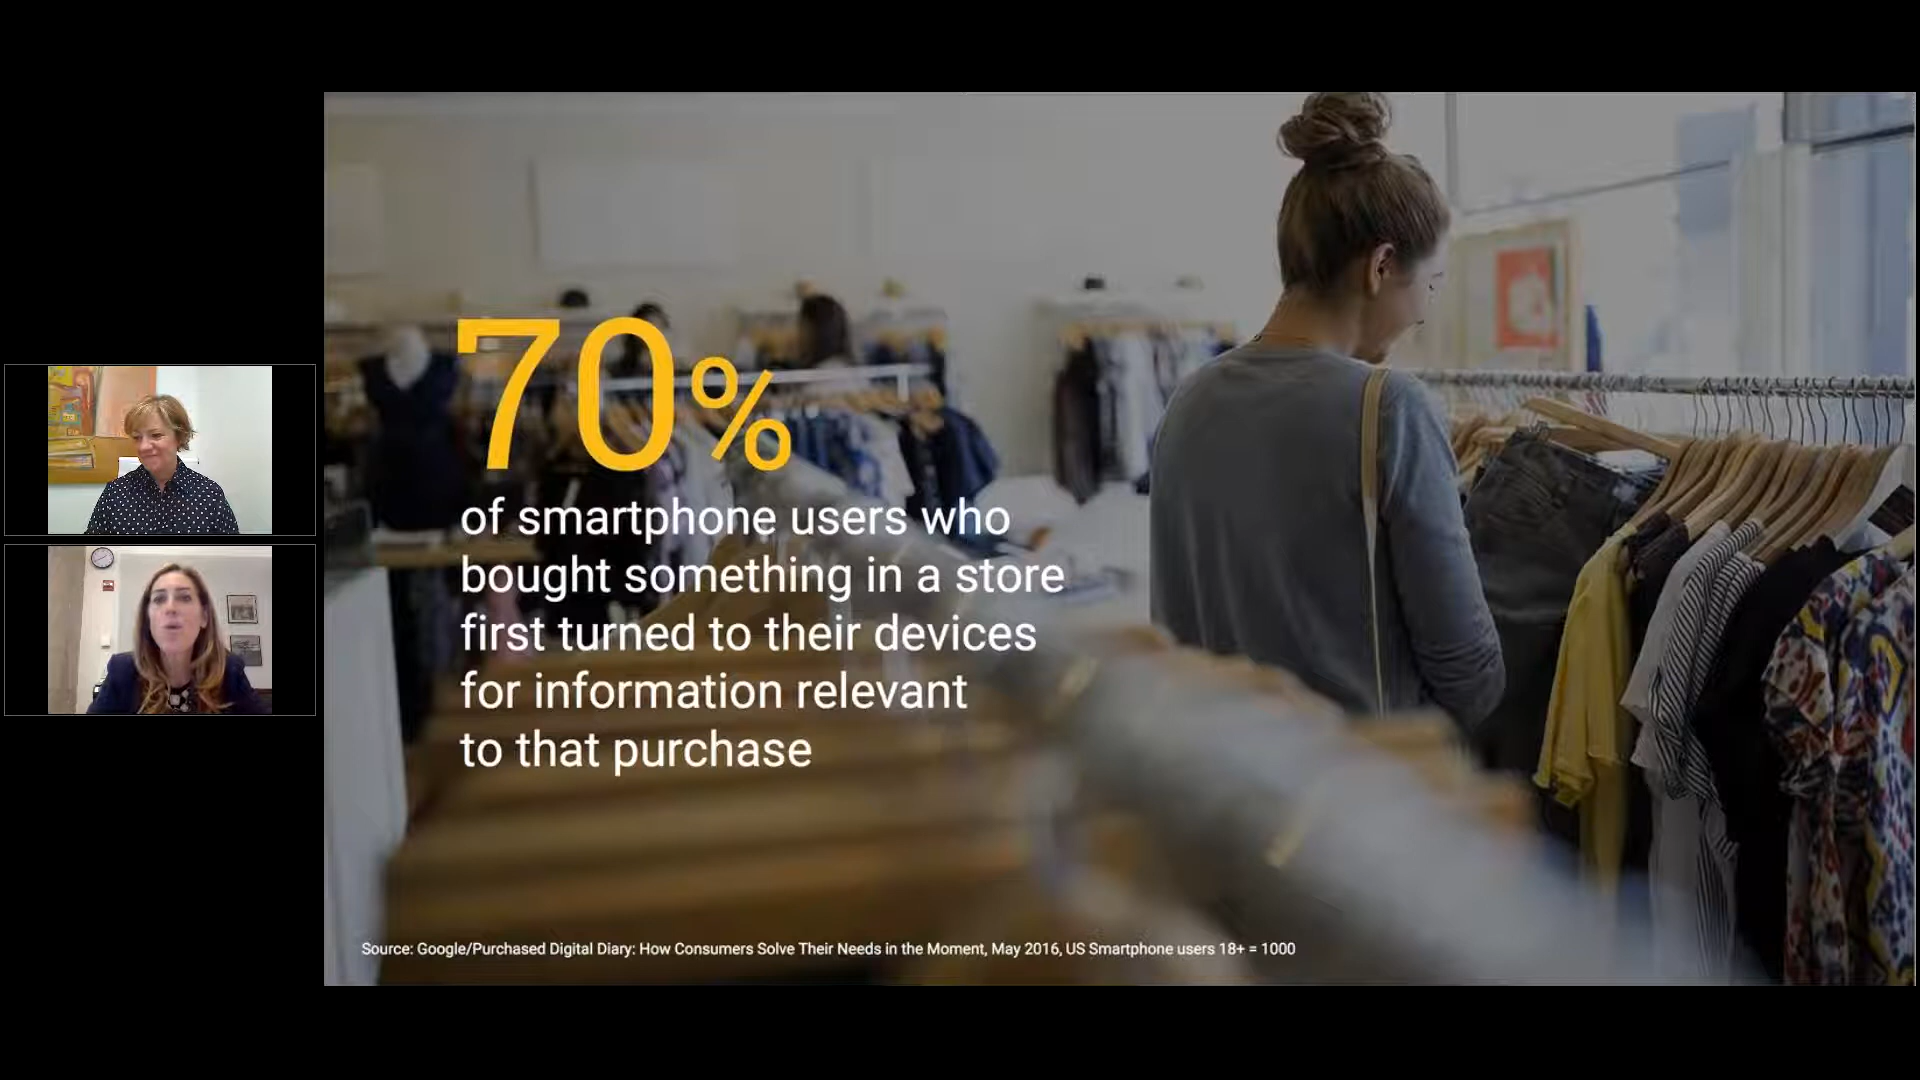 70%
of smartphone users who
bought something in a store
first turned to their devices
for information relevant
to that purchase
Source: Google/Purchased Digital Diary: How Consumers Solve Their Needs in the Moment, May 2016, US Smartphone users 18+ = 1000